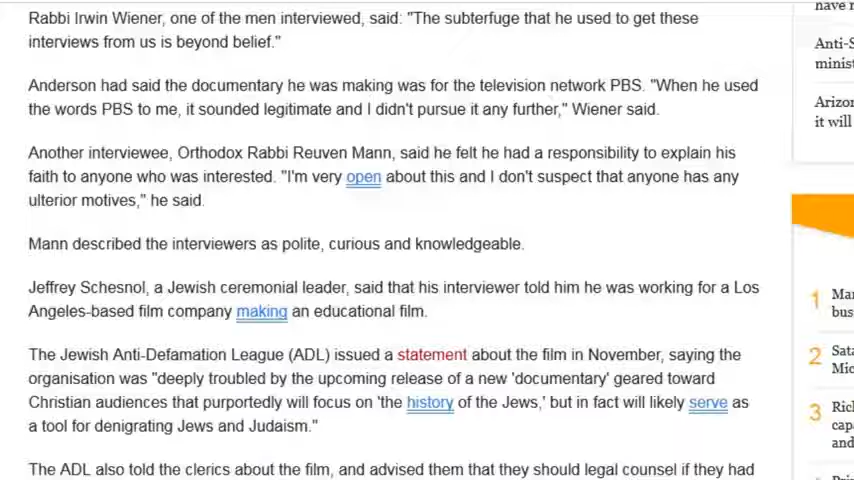 Rabbi Irwin Wiener, one of the men interviewed, said: "The subterfuge that he used to get these
interviews from us is beyond belief."
Anderson had said the documentary he was making was for the television network PBS. "When he used
the words PBS to me, it sounded legitimate and I didn't pursue it any further," Wiener said.
Another interviewee, Orthodox Rabbi Reuven Mann, said he felt he had a responsibility to explain his
faith to anyone who was interested. "I'm very open about this and I don't suspect that anyone has any
ulterior motives," he said.
Mann described the interviewers as polite, curious and knowledgeable.
Jeffrey Schesnol, a Jewish ceremonial leader, said that his interviewer told him he was working for a Los
Angeles-based film company making an educational film.
The Jewish Anti-Defamation League (ADL) issued a statement about the film in November, saying the
organisation was "deeply troubled by the upcoming release of a new 'documentary' geared toward
Christian audiences that purportedly will focus on 'the history of the Jews,' but in fact will likely serve as
a tool for denigrating Jews and Judaism."
The ADL also told the clerics about the film, and advised them that they should legal counsel if they had
have
Anti-S
minist
Arizor
it will
1 Mar
bus
2 Sata
Mic
3 Ricl
cap
and